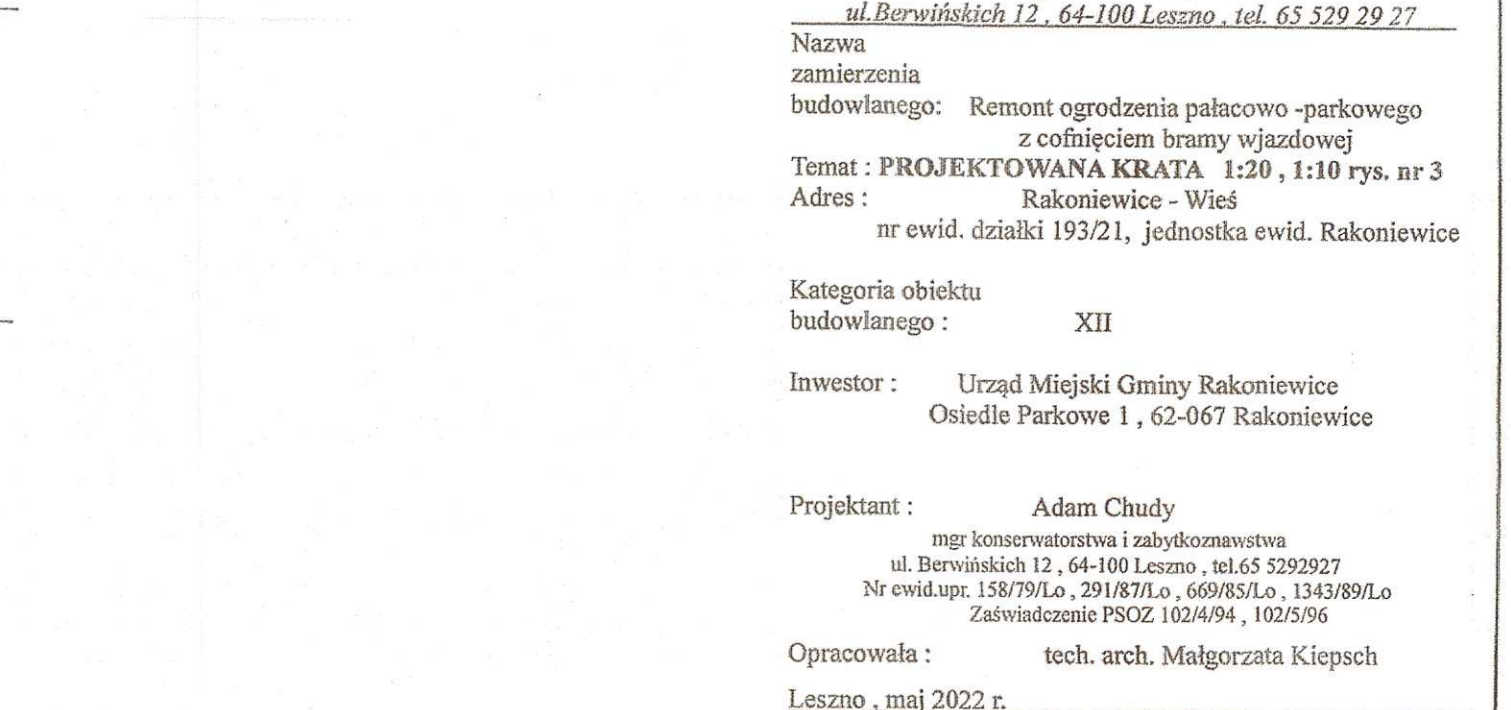 ul.Berwińskich 12 , 64-100 Leszno , tel. 65 529 29 27
Nazwa
zamierzenia
budowlanego: Remont ogrodzenia pałacowo -parkowego
z cofnięciem bramy wjazdowej
Temat : PROJEKTOWANA KRATA 1:20 , 1:10 rys. nr 3
Adres : Rakoniewice - Wieś
nr ewid. działki 193/21, jednostka ewid. Rakoniewice
Kategoria obiektu
budowlanego : XII
Inwestor : Urząd Miejski Gminy Rakoniewice
Osiedle Parkowe 1 , 62-067 Rakoniewice
Projektant : Adam Chudy
mgr konserwatorstwa i zabytkoznawstwa
ul. Berwińskich 12 , 64-100 Leszno , tel.65 5292927
Nr ewid.upr. 158/79/Lo , 291/87/Lo , 669/85/Lo , 1343/89/Lo
Zaświadczenie PSOZ 102/4/94 , 102/5/96
Opracowała : tech. arch. Małgorzata Kiepsch
Leszno , maj 2022 r.